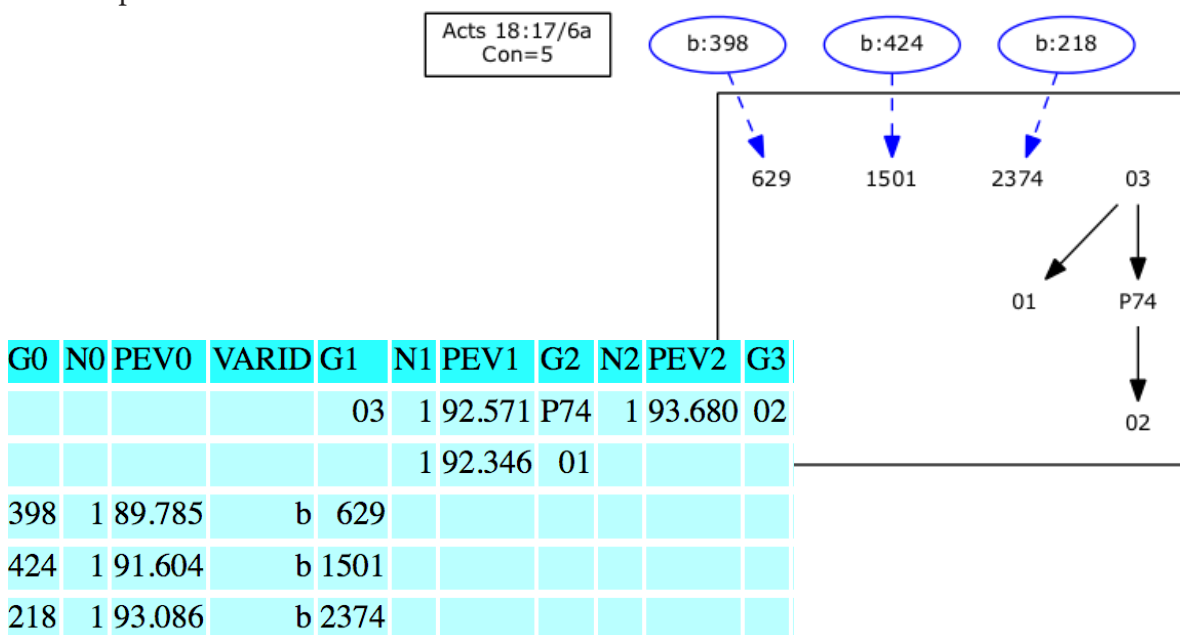 Acts 18:17/6a
Con=5
b:398 b:424 b:218
629 1501 2374 03
01 P74
02
G0 N0 PEV0 VARID G1 N1 PEV1 G2 N2 PEV2 G3
03 1 92.571 P74 1 93.680 02
1 92.346 01
398 1 89.785 b 629
424 1 91.604 b 1501
218 1 93.086 b 2374